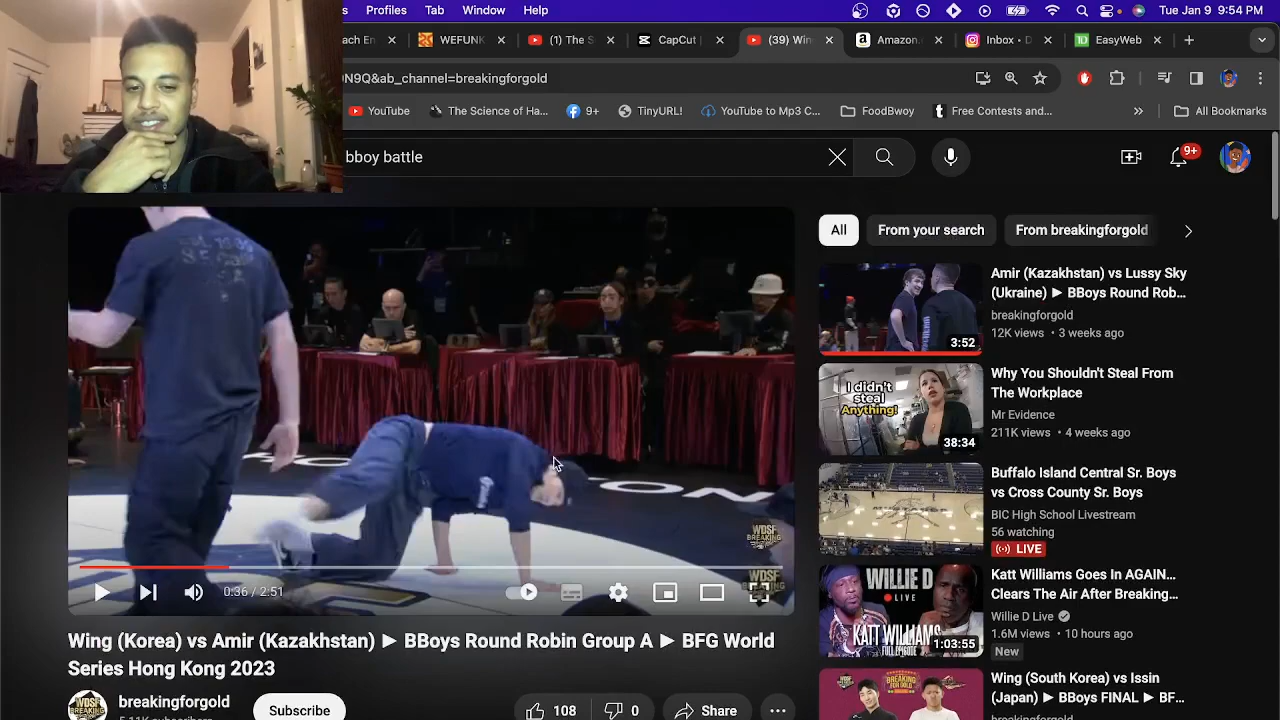 Profiles Tab Window Help Tue Jan 9 9:54 PM
ach En WEFUNK (1) The S CapCut (39) Win Amazon. Inbox • D EasyWeb
0N9Q&ab_channel=breakingforgold
YouTube The Science of Ha... 9+ TinyURL! YouTube to Mp3 C... FoodBwoy Free Contests and... » All Bookmarks
bboy battle
9+
All From your search From breakingforgold
Amir (Kazakhstan) vs Lussy Sky
(Ukraine) ► BBoys Round Rob...
breakingforgold
12K views • 3 weeks ago
3:52
I didn't
steal
Anything!
38:34
Why You Shouldn't Steal From
The Workplace
Mr Evidence
211K views • 4 weeks ago
Buffalo Island Central Sr. Boys
vs Cross County Sr. Boys
BIC High School Livestream
56 watching
LIVE
WILLIE D
LIVE
KATT WILLIAMS
FULL EPISODE
1:03:55
Katt Williams Goes In AGAIN...
Clears The Air After Breaking...
Willie D Live
1.6M views • 10 hours ago
New
Wing (South Korea) vs Issin
(Japan) ► BBoys FINAL ► BF...
WDSF
BREAKING
WDSF
0:36 / 2:51
Wing (Korea) vs Amir (Kazakhstan) ► BBoys Round Robin Group A ► BFG World
Series Hong Kong 2023
breakingforgold
Subscribe
108 0 Share